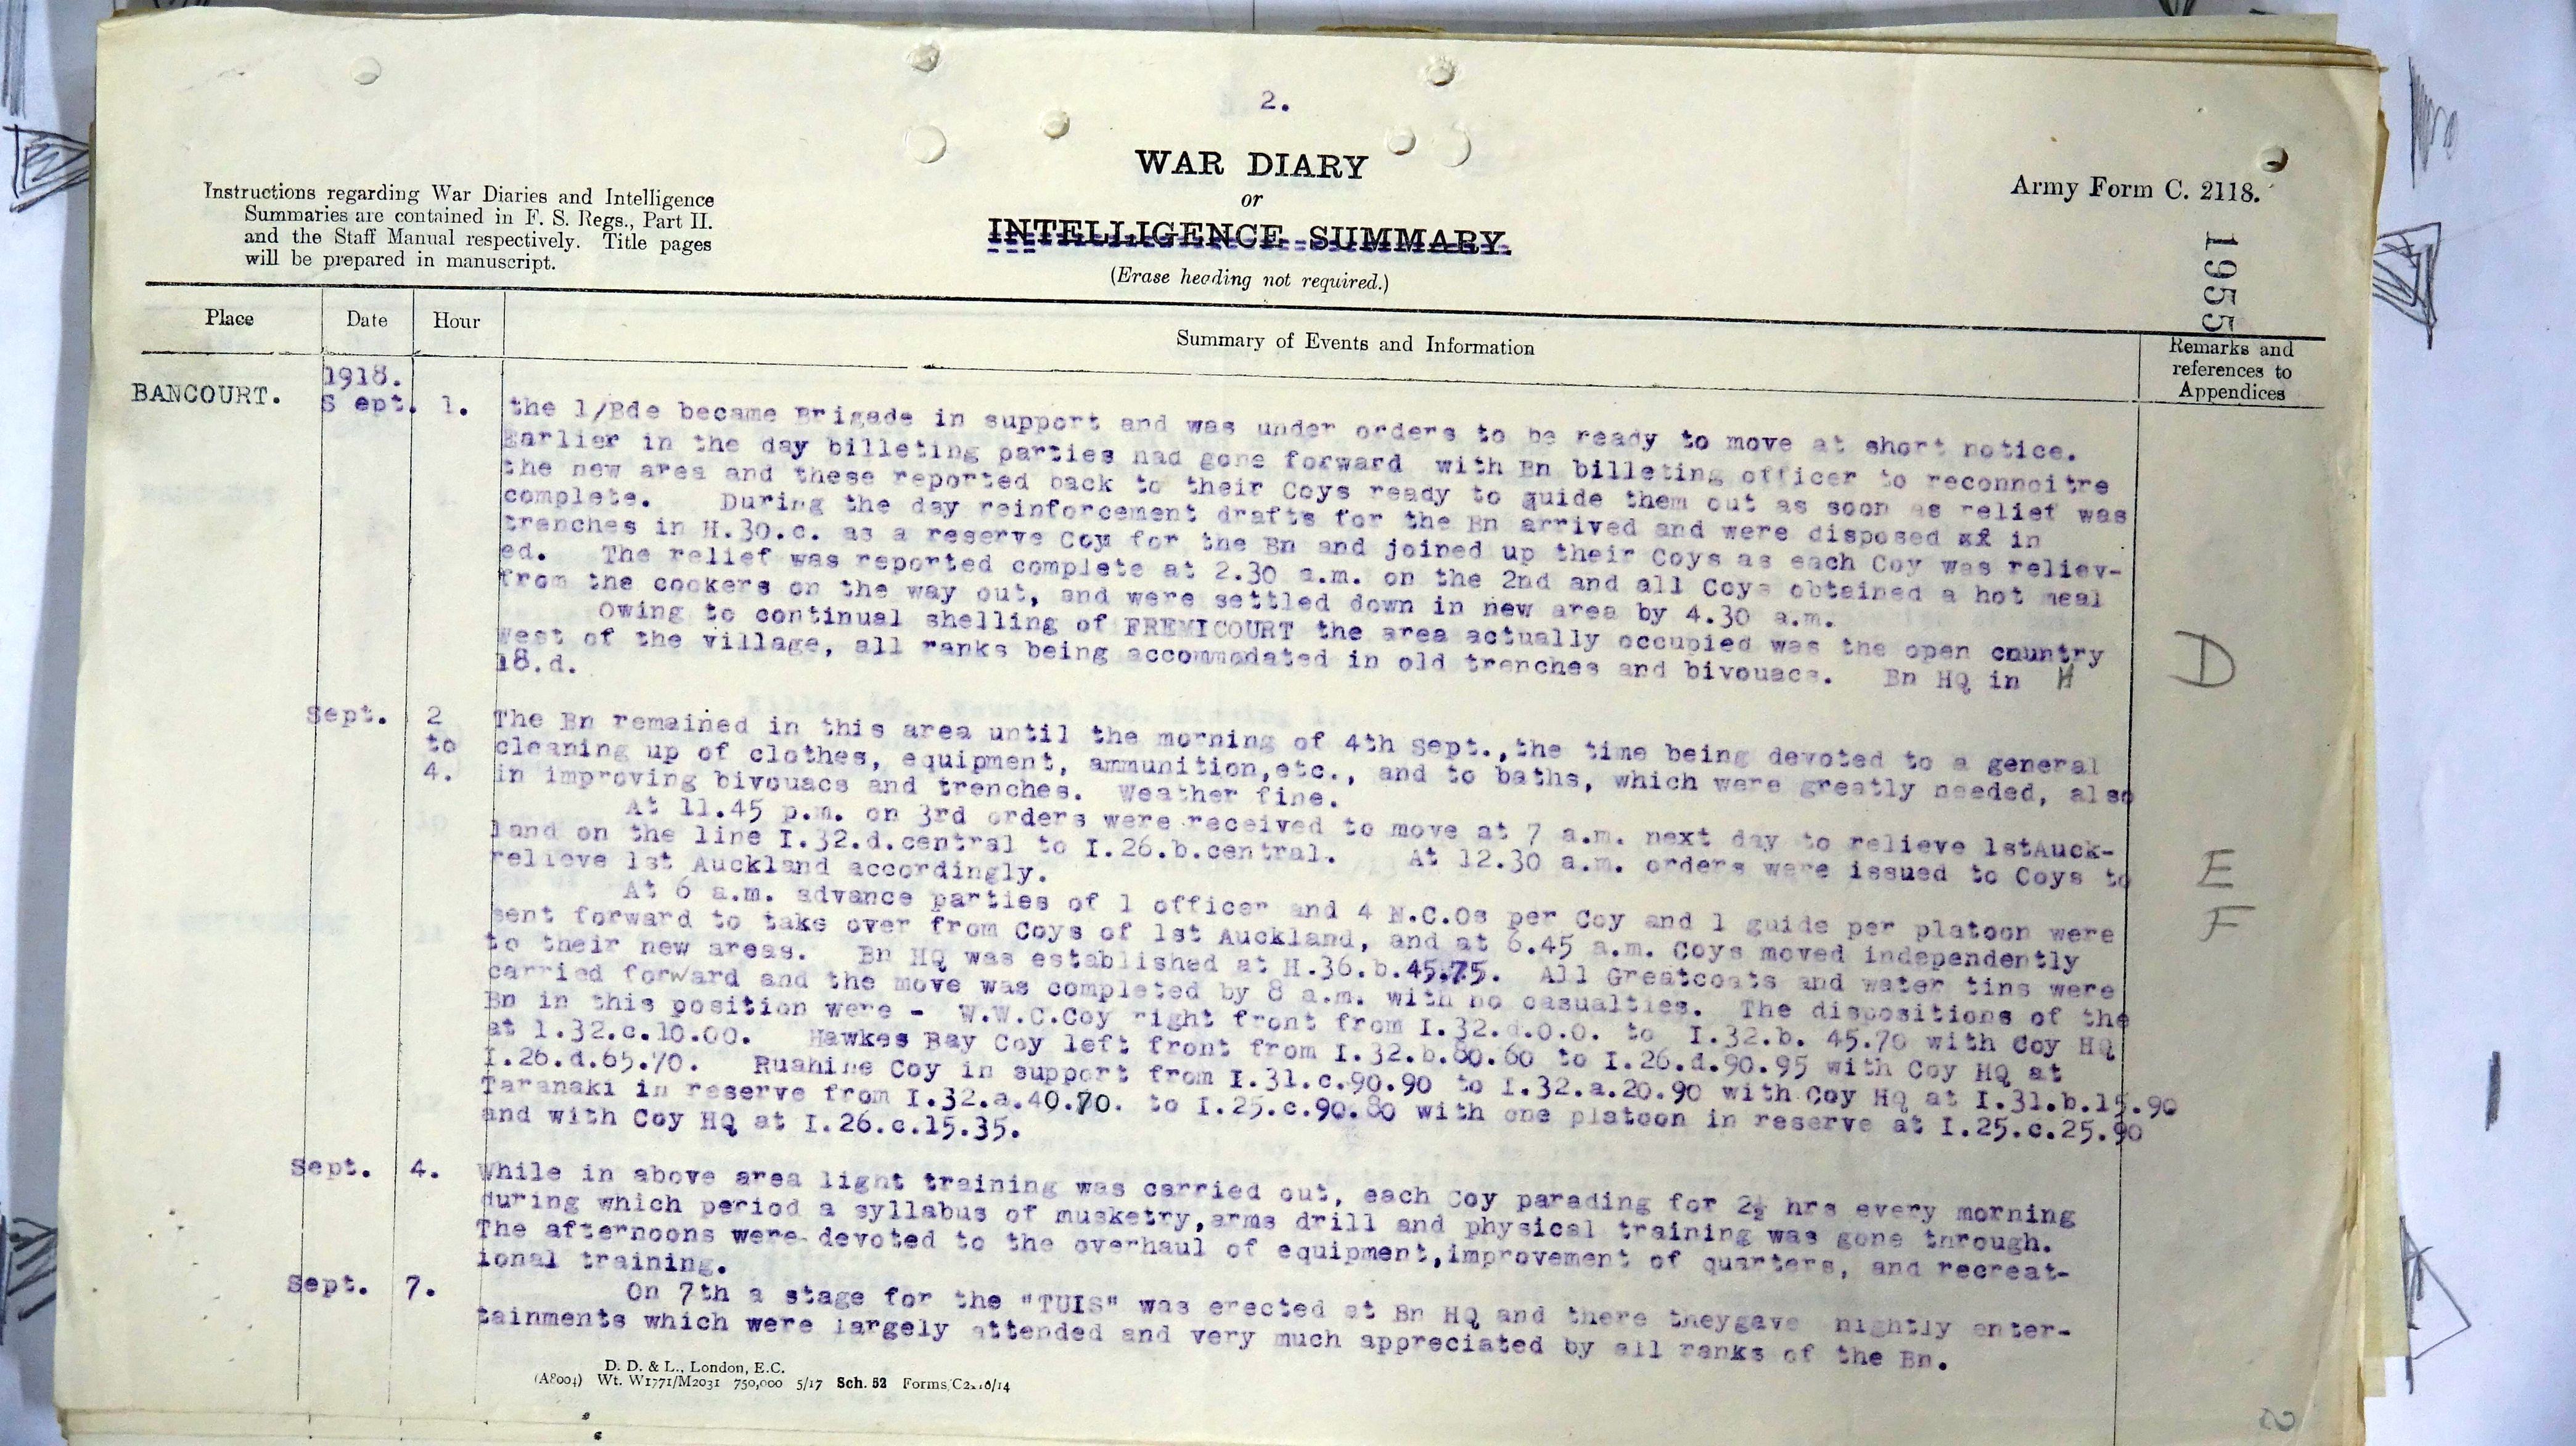 2.
WAR DIARY
or
INTELLIGENCE SUMMARY.
(Erase heading not required.)
Instructions regarding War Diaries and Intelligence
Summaries are contained in F. S. Regs., Part II.
and the Staff Manual respectively. Title pages
will be prepared in manuscript.
Army Form C. 2118.
1955
Place
Date
Hour
Summary of Events and Information
Remarks and
references to
Appendices
BANCOURT.
1918.
Sept. 1.
the 1/Bde became Brigade in support and was under orders to be ready to move at short notice.
Earlier in the day billeting parties had gone forward with Bn billeting officer to reconnoitre
the new area and these reported back to their Coys ready to guide them out as soon as relief was
complete. During the day reinforcement drafts for the Bn arrived and were disposed in
trenches in H.30.c. as a reserve Coy for the Bn and joined up their Coys as each Coy was reliev-
ed. The relief was reported complete at 2.30 a.m. on the 2nd and all Coys obtained a hot meal
from the cookers on the way out, and were settled down in new area by 4.30 a.m.
Owing to continual shelling of FREMICOURT the area actually occupied was the open country
West of the village, all ranks being accommodated in old trenches and bivouacs. Bn HQ in H
18.d.
D
Sept. 2
to
4.
The Bn remained in this area until the morning of 4th Sept.,the time being devoted to a general
cleaning up of clothes, equipment, ammunition,etc., and to baths, which were greatly needed, also
in improving bivouacs and trenches. Weather fine.
At 11.45 p.m. on 3rd orders were received to move at 7 a.m. next day to relieve 1stAuck-
land on the line I.32.d.central to I.26.b.central. At 12.30 a.m. orders were issued to Coys to
relieve 1st Auckland accordingly.
E
At 6 a.m. advance parties of 1 officer and 4 N.C.Os per Coy and 1 guide per platoon were
sent forward to take over from Coys of 1st Auckland, and at 6.45 a.m. Coys moved independently
to their new areas. Bn HQ was established at H.36.b.45.75. All Greatcoats and water tins were
carried forward and the move was completed by 8 a.m. with no casualties. The dispositions of the
Bn in this position were - W.W.C.Coy right front from I.32.d.0.0. to I.32.b. 45.70 with Coy HQ
at I.32.c.10.00. Hawkes Bay Coy left front from I.32.b.80.60 to I.26.d.90.95 with Coy HQ at
I.26.d.65.70. Ruahine Coy in support from I.31.c.90.90 to I.32.a.20.90 with Coy HQ at I.31.b.15.90
Taranaki in reserve from I.32.a.40.70. to I.25.c.90.80 with one platoon in reserve at I.25.c.25.90
and with Coy HQ at I.26.c.15.35.
F
Sept. 4.
While in above area light training was carried out, each Coy parading for 2½ hrs every morning
during which period a syllabus of musketry,arms drill and physical training was gone through.
The afternoons were devoted to the overhaul of equipment,improvement of quarters, and recreat-
ional training.
Sept. 7.
On 7th a stage for the "TUIS" was erected at Bn HQ and there theygave nightly enter-
tainments which were largely attended and very much appreciated by all ranks of the Bn.
D. D. & L., London, E.C.
(A8004) Wt. W1771/M2031 750,000 5/17 Sch. 52 Forms/C2118/14